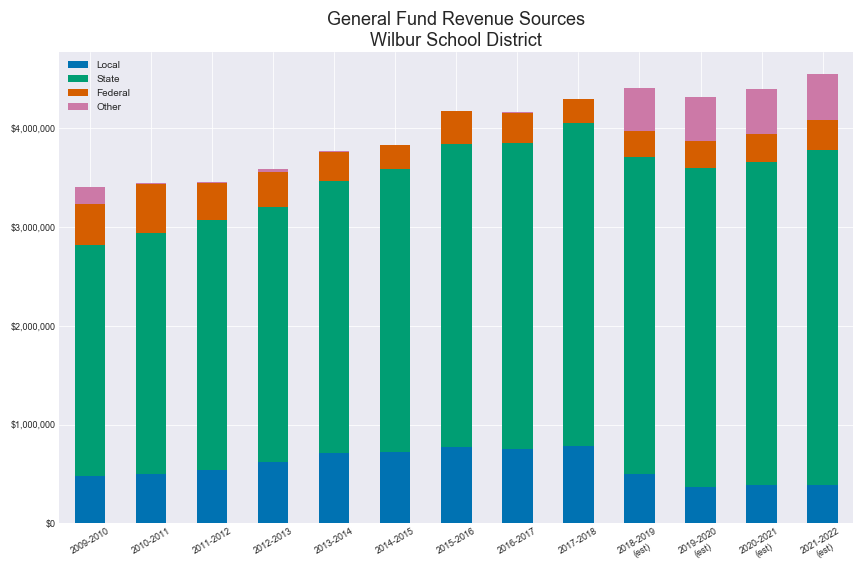 General Fund Revenue Sources
Wilbur School District
Local
State
Federal
Other
$4,000,000
$3,000,000
$2,000,000
$1,000,000
$0
2009-2010
2010-2011
2011-2012
2012-2013
2013-2014
2014-2015
2015-2016
2016-2017
2017-2018
2018-2019
(est)
2019-2020
(est)
2020-2021
(est)
2021-2022
(est)